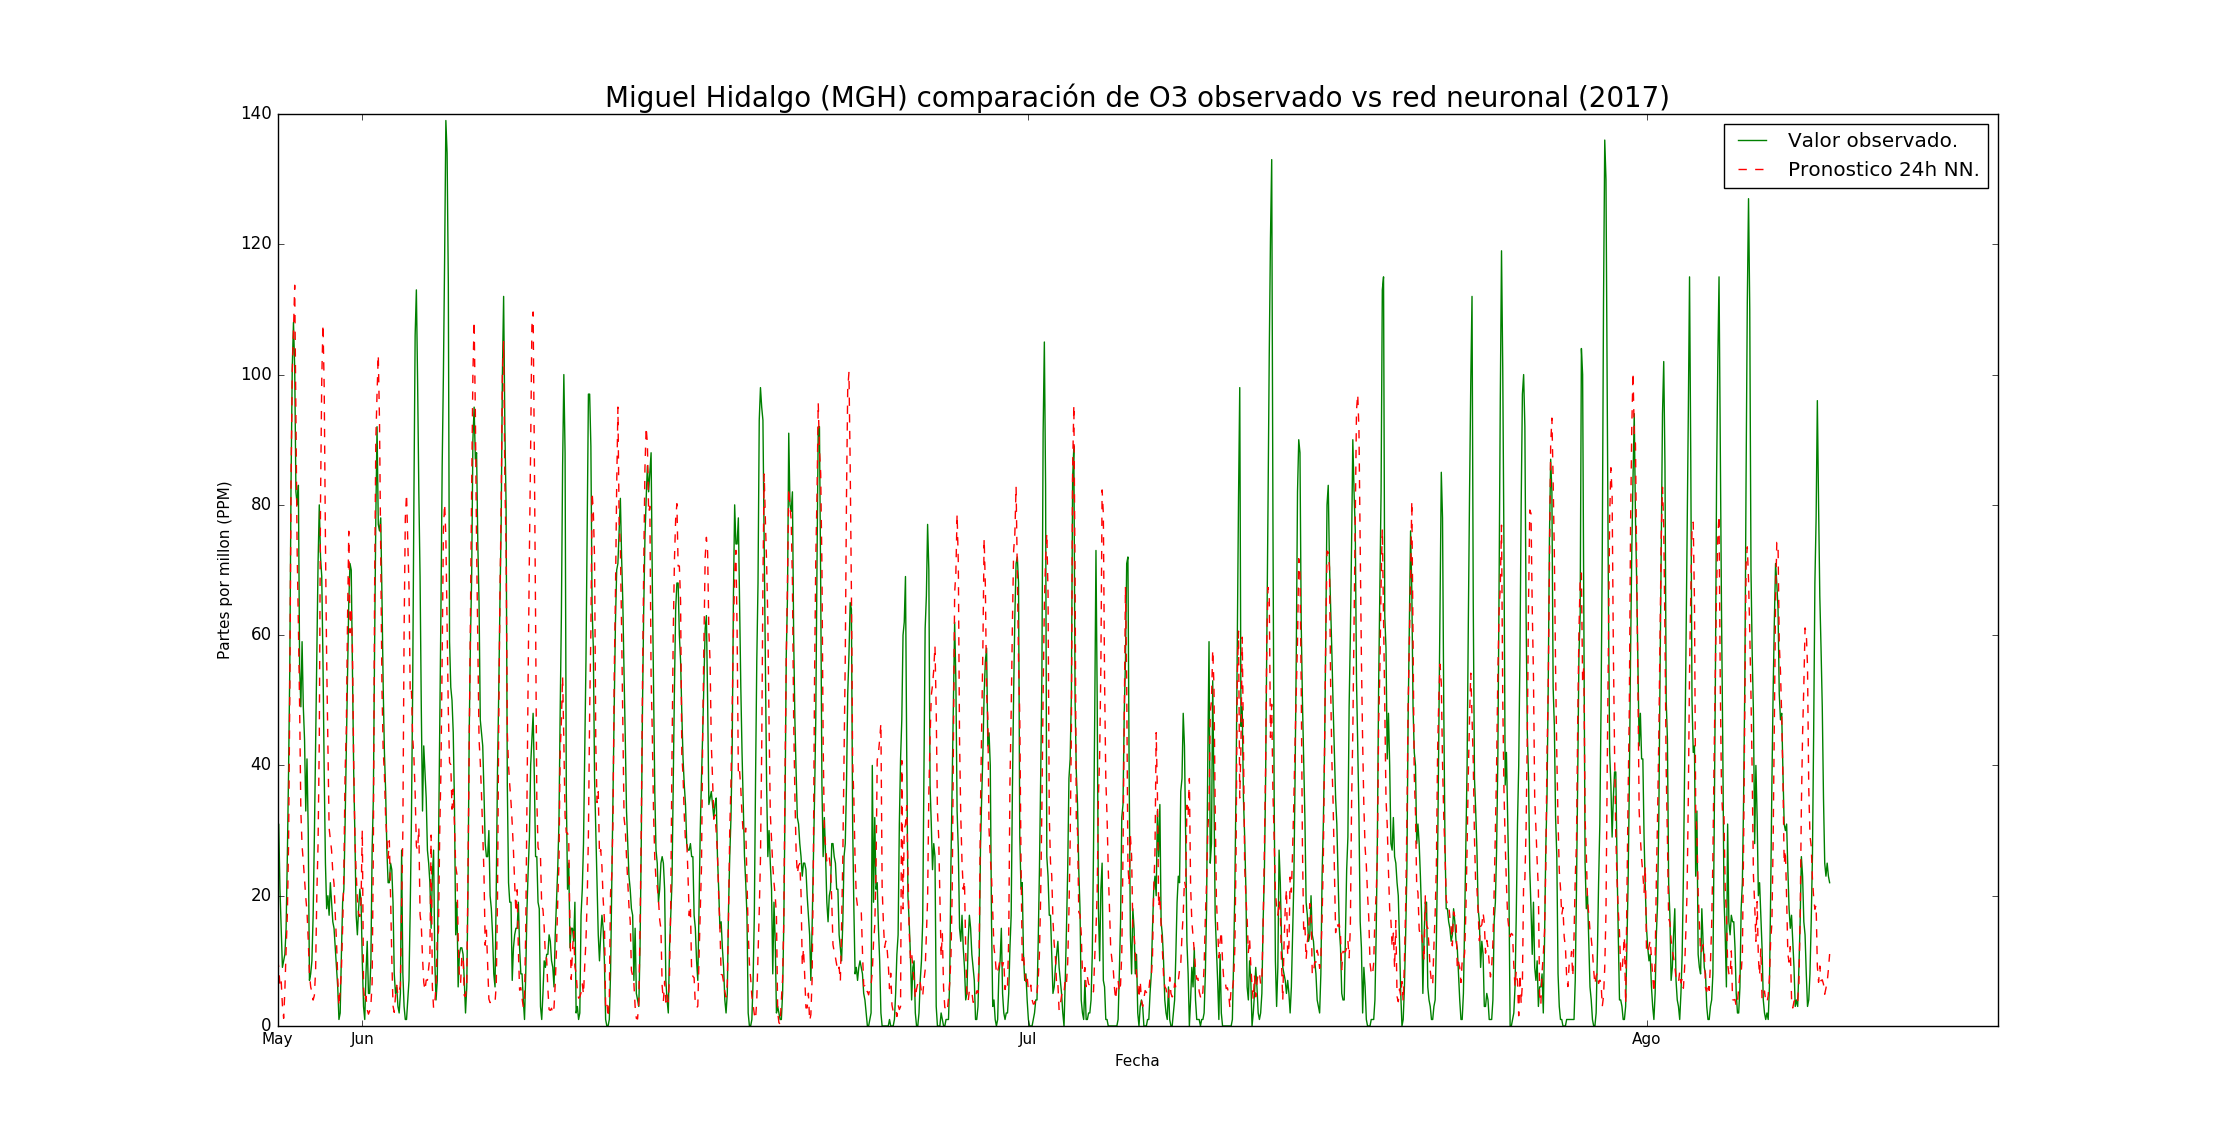 Miguel Hidalgo (MGH) comparación de O3 observado vs red neuronal (2017)
Valor observado.
Pronostico 24h NN.
140
120
100
80
60
40
20
0
Partes por millon (PPM)
May Jun Jul Ago
Fecha